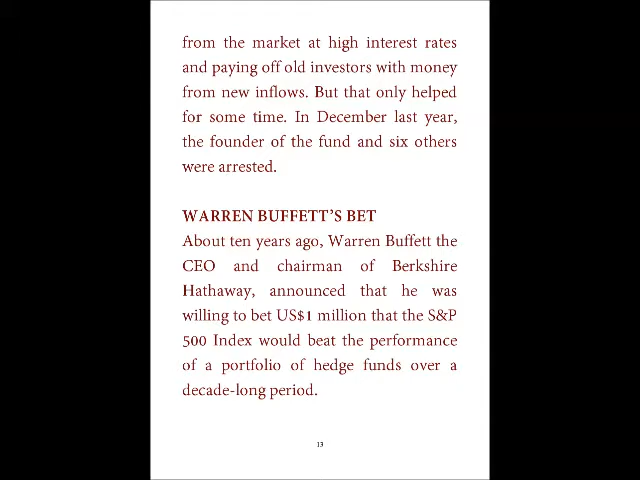 from the market at high interest rates
and paying off old investors with money
from new inflows. But that only helped
for some time. In December last year,
the founder of the fund and six others
were arrested.
WARREN BUFFETT’S BET
About ten years ago, Warren Buffett the
CEO and chairman of Berkshire
Hathaway, announced that he was
willing to bet US$1 million that the S&P
500 Index would beat the performance
of a portfolio of hedge funds over a
decade-long period.
13